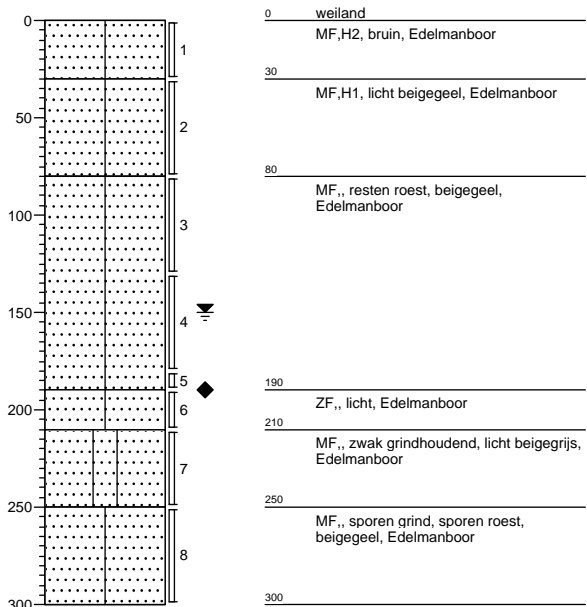 0
50
100
150
200
250
300
1
2
3
4
5
6
7
8
0 weiland
MF,H2, bruin, Edelmanboor
30
MF,H1, licht beigegeel, Edelmanboor
80
MF,, resten roest, beigegeel,
Edelmanboor
190
ZF,, licht, Edelmanboor
210
MF,, zwak grindhoudend, licht beigegrijs,
Edelmanboor
250
MF,, sporen grind, sporen roest,
beigegeel, Edelmanboor
300